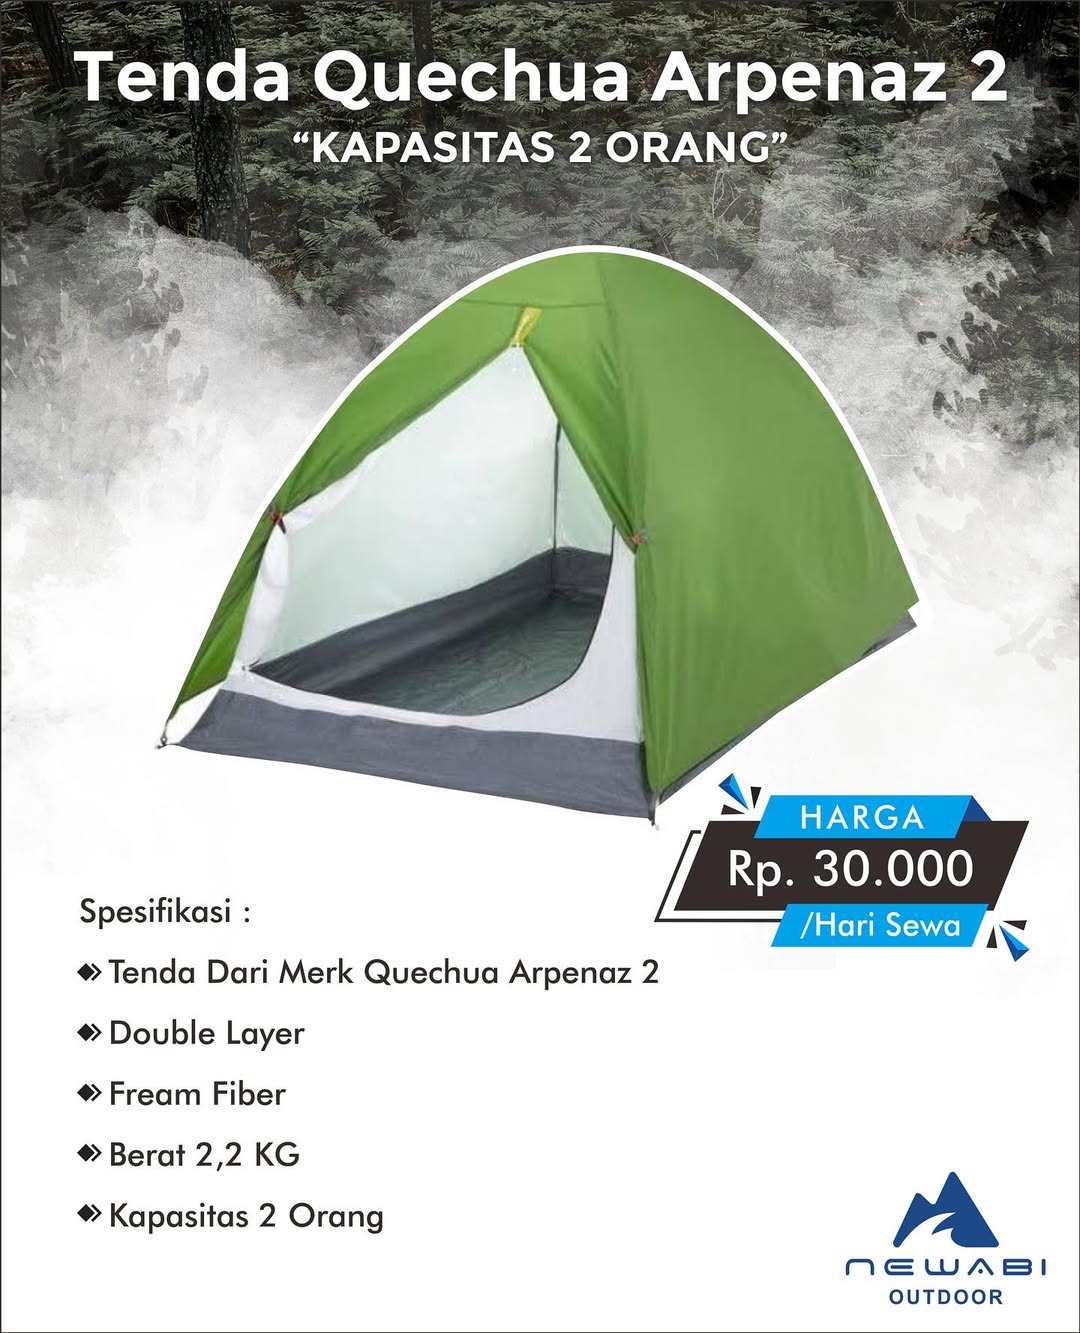 Tenda Quechua Arpenaz 2
“KAPASITAS 2 ORANG”
HARGA
Rp. 30.000
/Hari Sewa
Spesifikasi :
Tenda Dari Merk Quechua Arpenaz 2
Double Layer
Fream Fiber
Berat 2,2 KG
Kapasitas 2 Orang
NEWABI
OUTDOOR